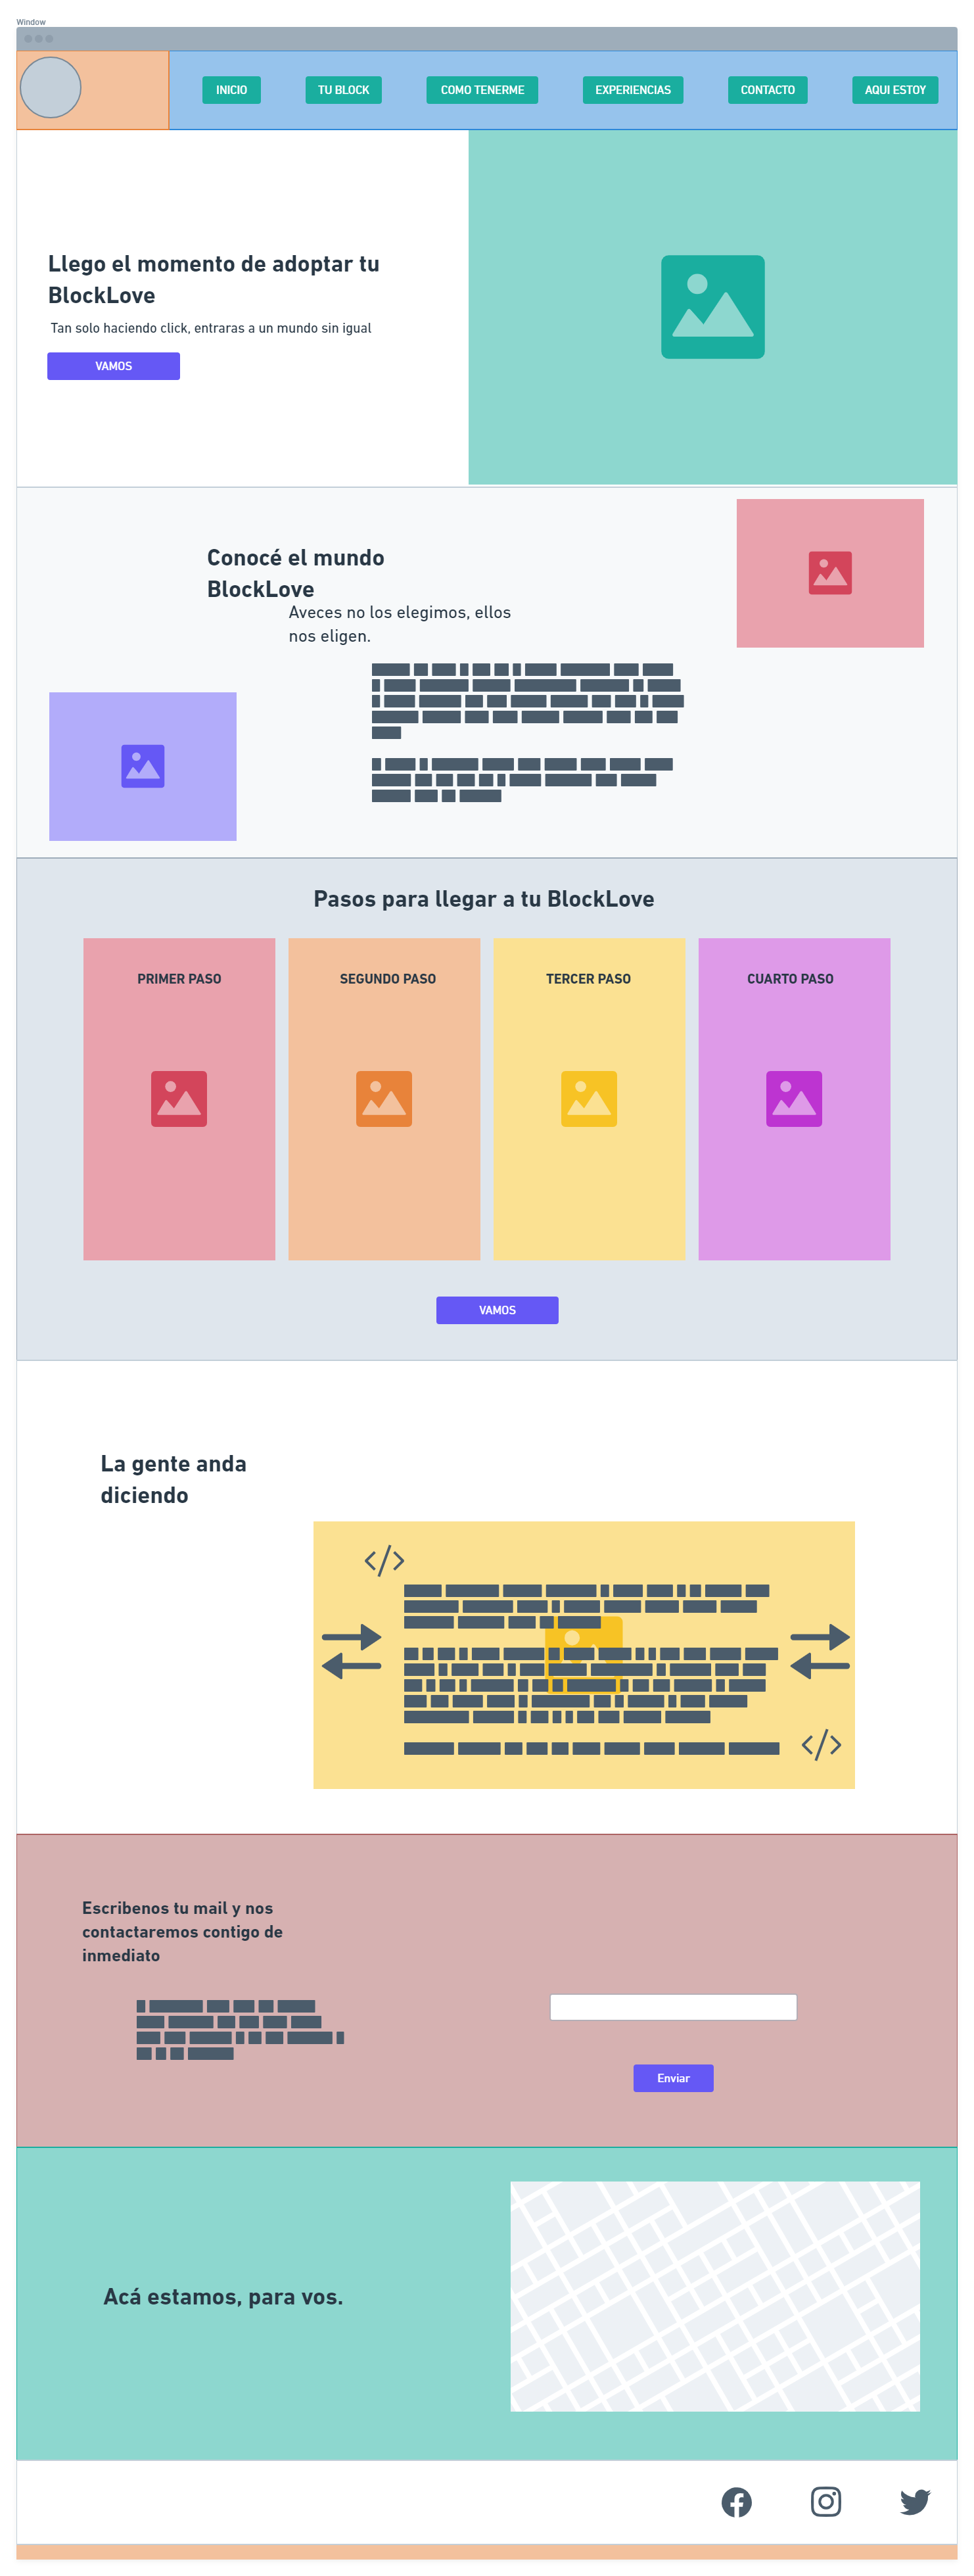 Window
INICIO
TU BLOCK
COMO TENERME
EXPERIENCIAS
CONTACTO
AQUI ESTOY
Llego el momento de adoptar tu
BlockLove
Tan solo haciendo click, entraras a un mundo sin igual
VAMOS
Conocé el mundo
BlockLove
Aveces no los elegimos, ellos
nos eligen.
Pasos para llegar a tu BlockLove
PRIMER PASO
SEGUNDO PASO
TERCER PASO
CUARTO PASO
VAMOS
La gente anda
diciendo
Escribenos tu mail y nos
contactaremos contigo de
inmediato
Enviar
Acá estamos, para vos.